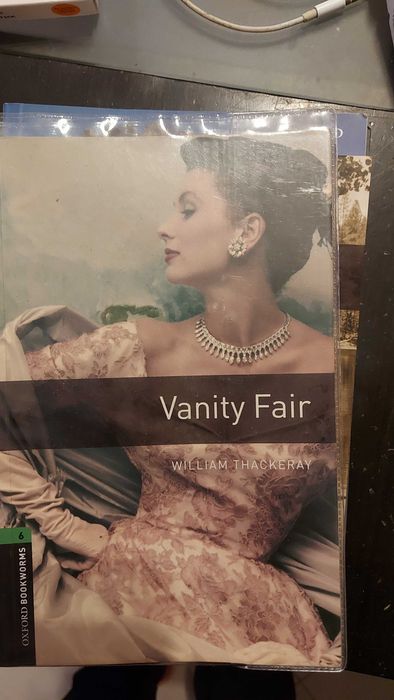 Vanity Fair
WILLIAM THACKERAY
6
OXFORD BOOKWORMS